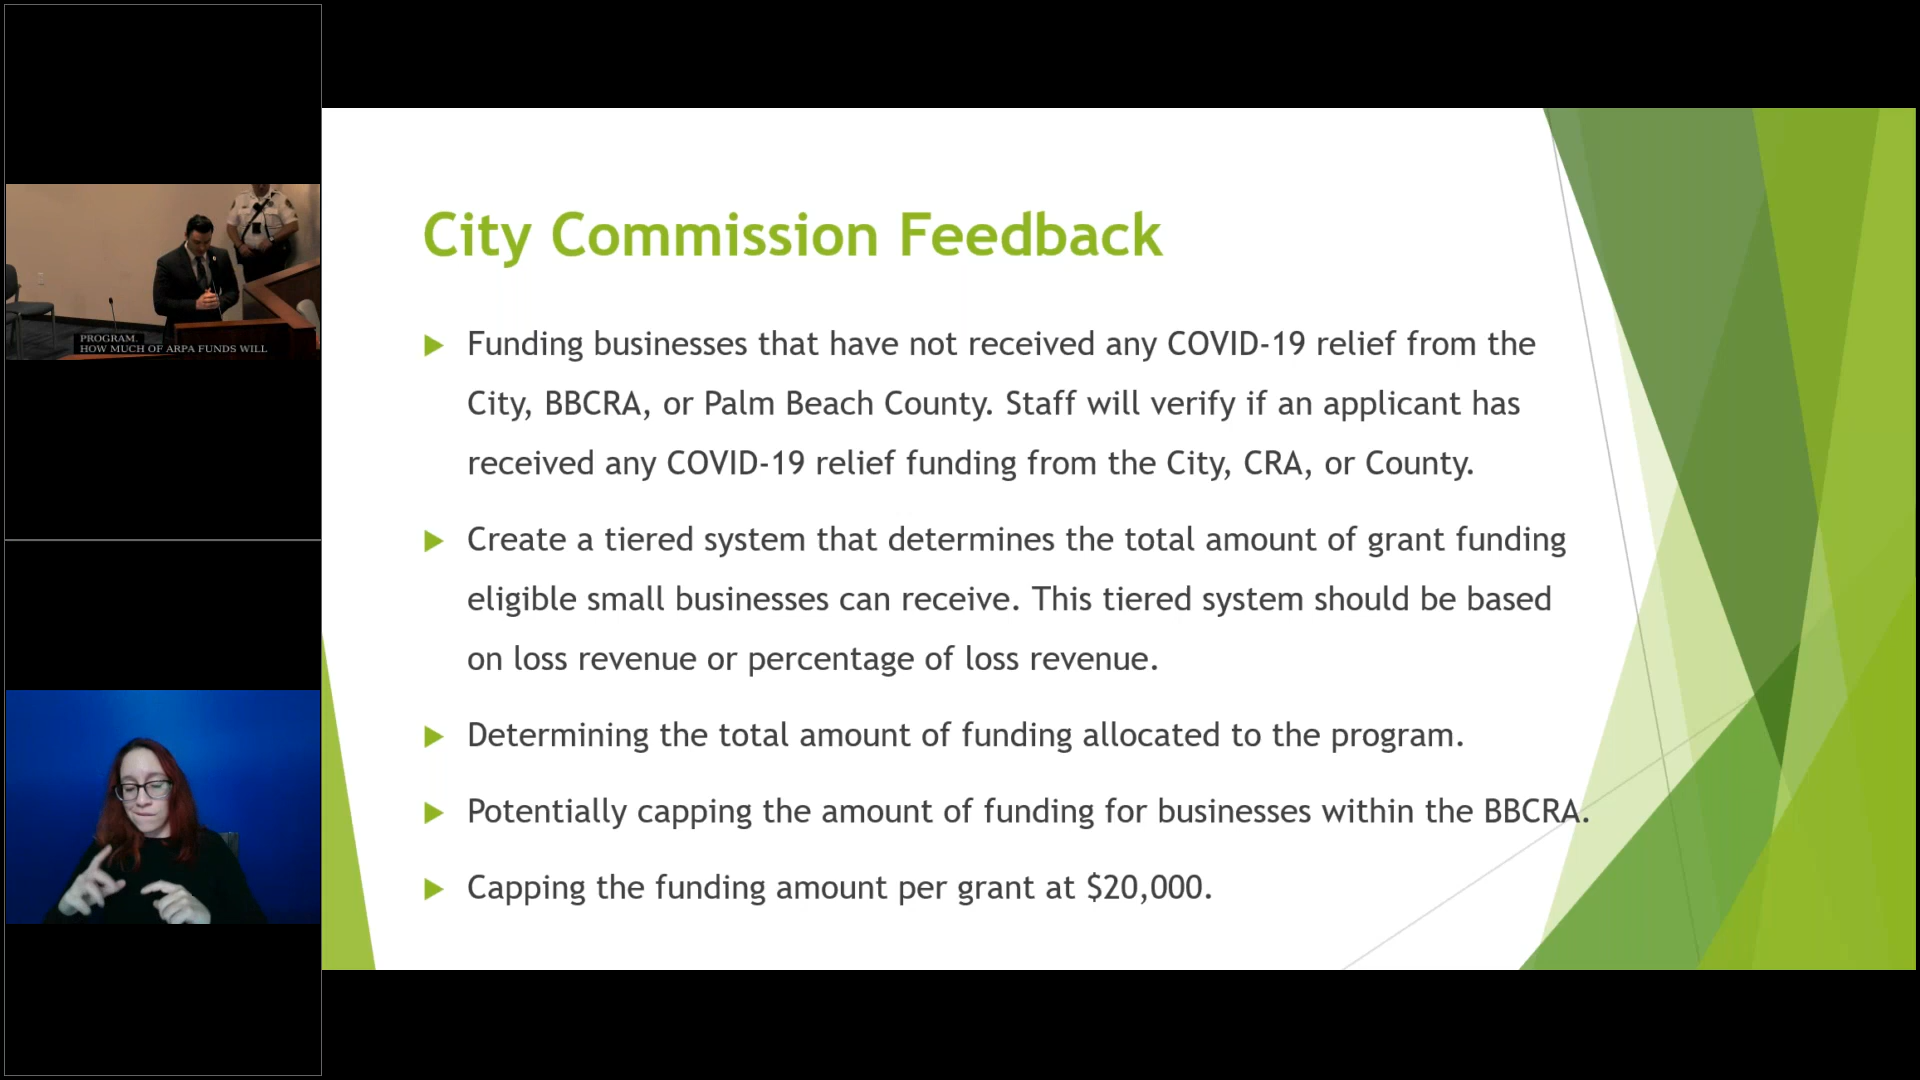 PROGRAM.
HOW MUCH OF ARPA FUNDS WILL
City Commission Feedback
Funding businesses that have not received any COVID-19 relief from the
City, BBCRA, or Palm Beach County. Staff will verify if an applicant has
received any COVID-19 relief funding from the City, CRA, or County.
Create a tiered system that determines the total amount of grant funding
eligible small businesses can receive. This tiered system should be based
on loss revenue or percentage of loss revenue.
Determining the total amount of funding allocated to the program.
Potentially capping the amount of funding for businesses within the BBCRA.
Capping the funding amount per grant at $20,000.